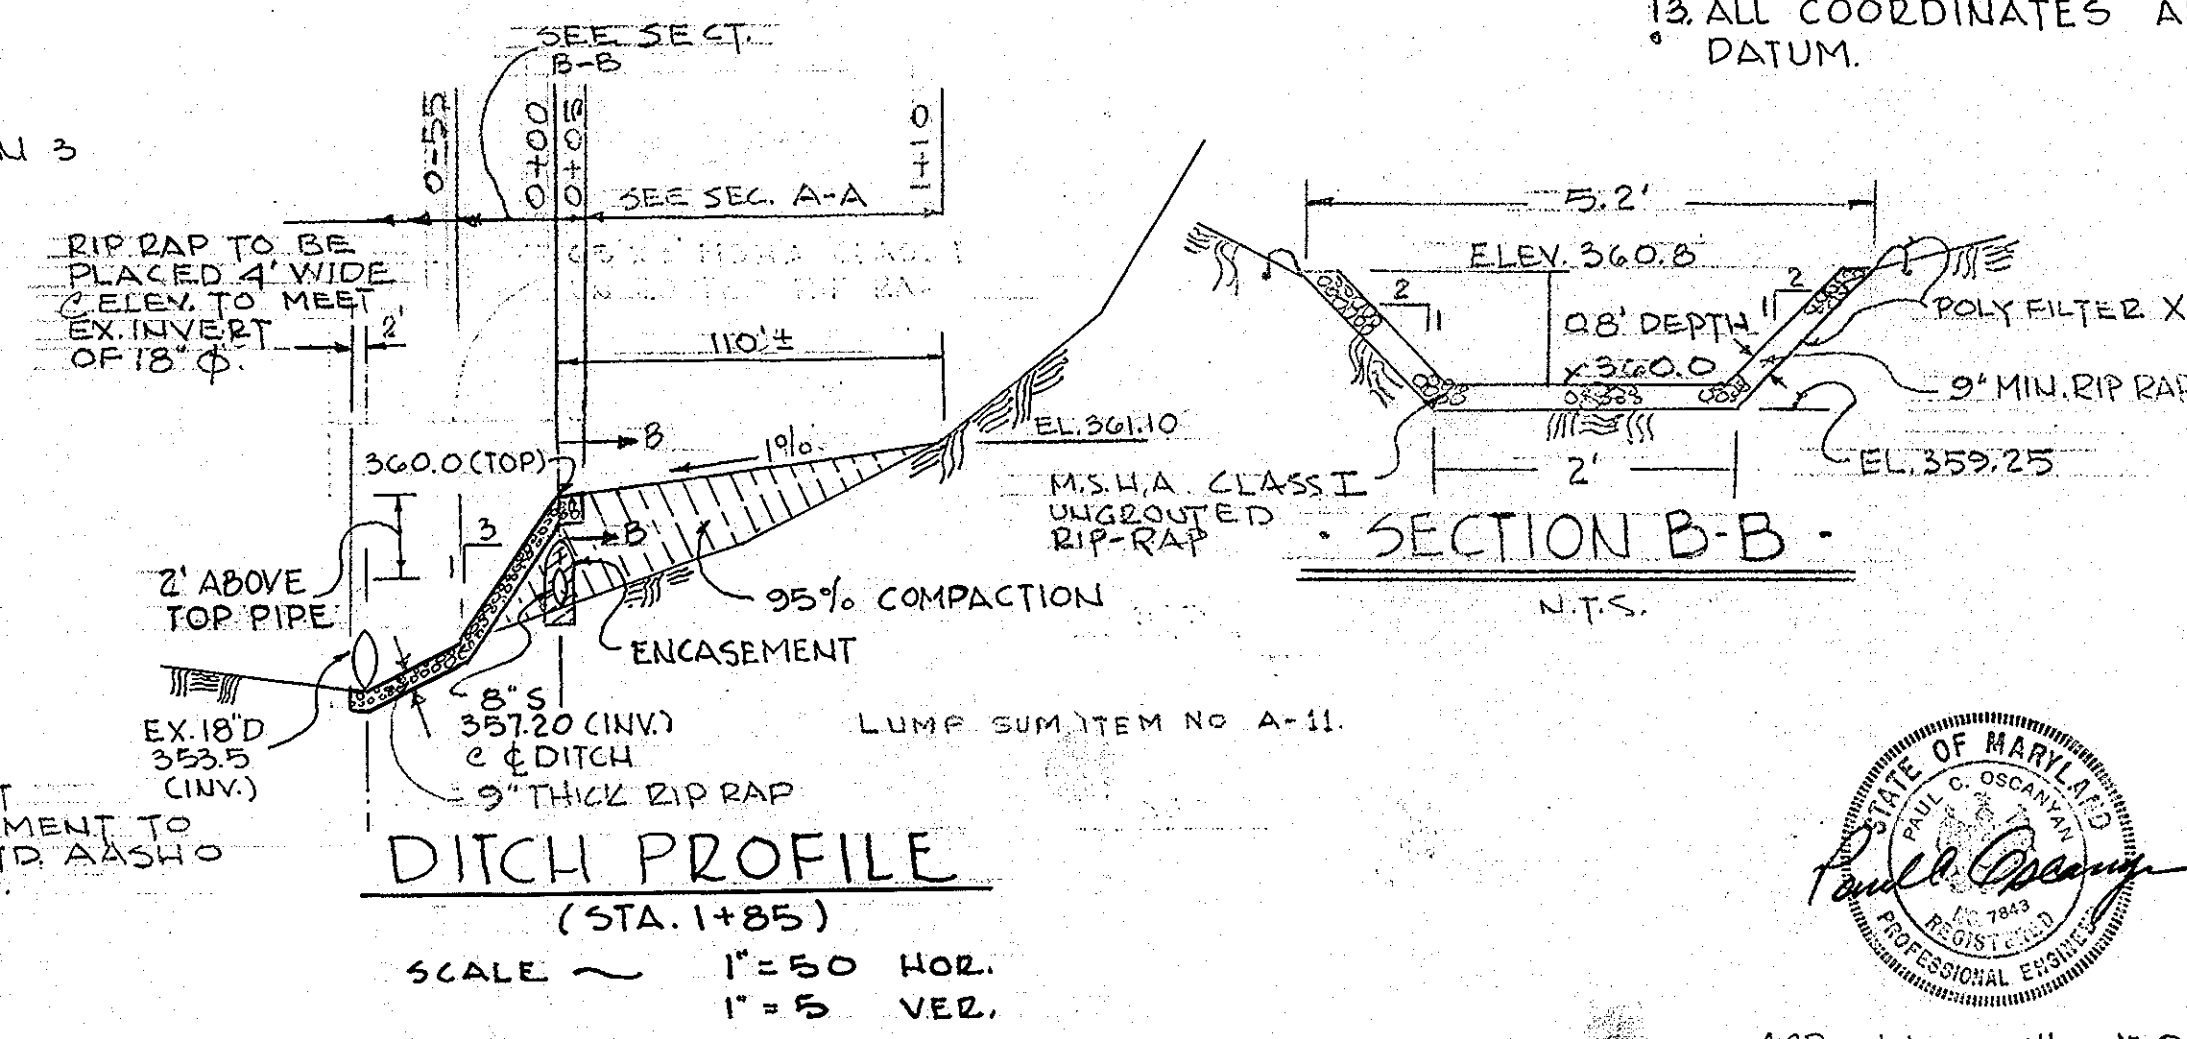 13. ALL COORDINATES A
DATUM.
SEE SECT.
B-B
N 3
0-55
0+00
0+15
1+10
SEE SEC. A-A
RIP RAP TO BE
PLACED 4' WIDE
@ ELEV. TO MEET
EX. INVERT
OF 18" ⌀.
2'
110'±
B
1%
EL. 361.10
360.0 (TOP)
3
1
B
2' ABOVE
TOP PIPE
95% COMPACTION
ENCASEMENT
EX. 18"D
353.5
(INV.)
8" S
357.20 (INV.)
@ ℄ DITCH
9" THICK RIP RAP
LUMP SUM ITEM NO A-11.
T
MENT TO
TD. AASHO
DITCH PROFILE
(STA. 1+85)
SCALE ~ 1" = 50 HOR.
1" = 5 VER.
5.2'
ELEV. 360.8
2
1
2
1
0.8' DEPTH
360.0
POLY FILTER X
9" MIN. RIP RAP
EL. 359.25
2'
M.S.H.A. CLASS I
UNGROUTED
RIP-RAP
· SECTION B-B ·
N.T.S.
STATE OF MARYLAND
PAUL C. OSCANYAN
NO. 7843
REGISTERED
PROFESSIONAL ENGINEER
Paul C. Oscanyan